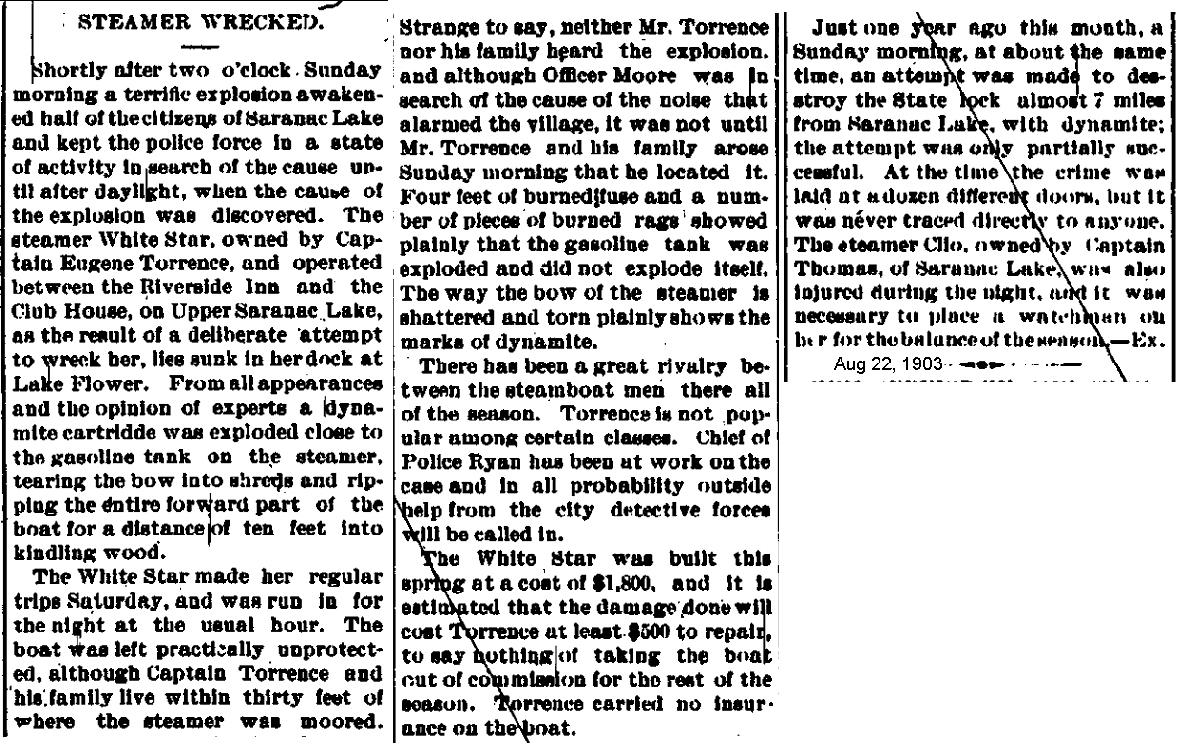 STEAMER WRECKED.
Shortly after two o'clock Sunday
morning a terrific explosion awaken-
ed half of the citizens of Saranac Lake
and kept the police force in a state
of activity in search of the cause un-
til after daylight, when the cause of
the explosion was discovered. The
steamer White Star, owned by Cap-
tain Eugene Torrence, and operated
between the Riverside Inn and the
Club House, on Upper Saranac Lake,
as the result of a deliberate attempt
to wreck her, lies sunk in her dock at
Lake Flower. From all appearances
and the opinion of experts a dyna-
mite cartridde was exploded close to
the gasoline tank on the steamer,
tearing the bow into shreds and rip-
ping the entire forward part of the
boat for a distance of ten feet into
kindling wood.
The White Star made her regular
trips Saturday, and was run in for
the night at the usual hour. The
boat was left practically unprotect-
ed, although Captain Torrence and
his family live within thirty feet of
where the steamer was moored.
Strange to say, neither Mr. Torrence
nor his family heard the explosion.
and although Officer Moore was in
search of the cause of the noise that
alarmed the village, it was not until
Mr. Torrence and his family arose
Sunday morning that he located it.
Four feet of burned fuse and a num-
ber of pieces of burned rags showed
plainly that the gasoline tank was
exploded and did not explode itself.
The way the bow of the steamer is
shattered and torn plainly shows the
marks of dynamite.
There has been a great rivalry be-
tween the steamboat men there all
of the season. Torrence is not pop-
ular among certain classes. Chief of
Police Ryan has been at work on the
case and in all probability outside
help from the city detective forces
will be called in.
The White Star was built this
spring at a cost of $1,800, and it is
estimated that the damage done will
cost Torrence at least $500 to repair,
to say nothing of taking the boat
out of commission for the rest of the
season. Torrence carried no insur-
ance on the boat.
Just one year ago this month, a
Sunday morning, at about the same
time, an attempt was made to des-
stroy the State lock almost 7 miles
from Saranac Lake, with dynamite;
the attempt was only partially suc-
cessful. At the time the crime was
laid at a dozen different doors, but it
was never traced directly to anyone.
The steamer Clio, owned by Captain
Thomas, of Saranac Lake, was also
injured during the night, and it was
necessary to place a watchman on
her for the balance of the season.—Ex.
Aug 22, 1903